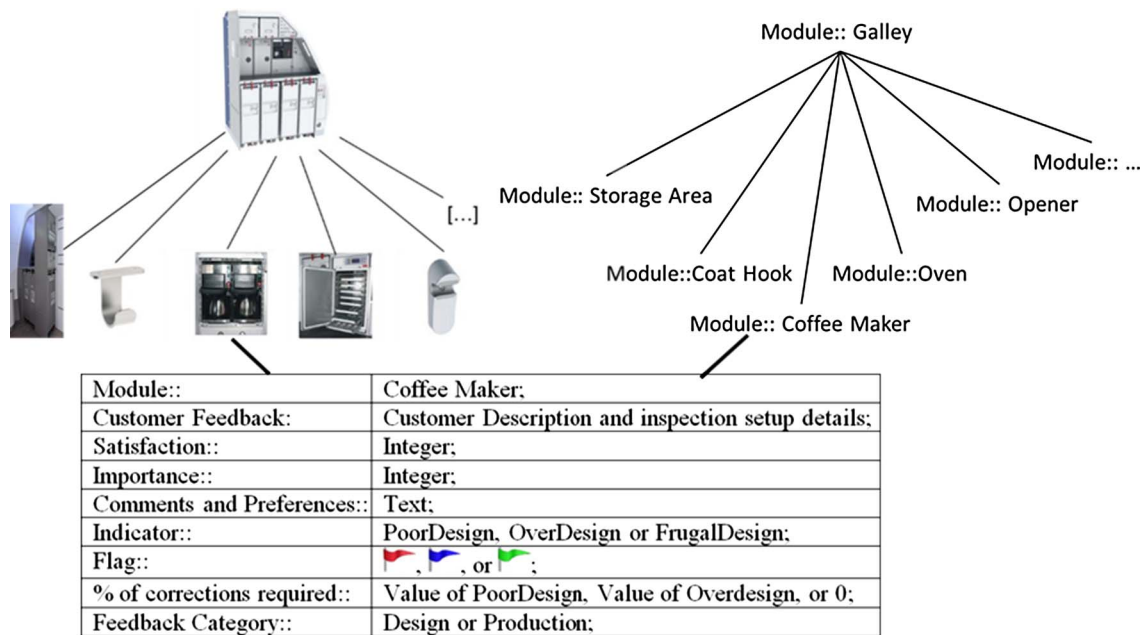 Module:: Galley
Module:: ...
Module:: Storage Area
Module:: Opener
[...]
Module::Coat Hook
Module::Oven
Module:: Coffee Maker
Module:: Coffee Maker;
Customer Feedback: Customer Description and inspection setup details;
Satisfaction:: Integer;
Importance:: Integer;
Comments and Preferences:: Text;
Indicator:: PoorDesign, OverDesign or FrugalDesign;
Flag:: , , or ;
% of corrections required:: Value of PoorDesign, Value of Overdesign, or 0;
Feedback Category:: Design or Production;